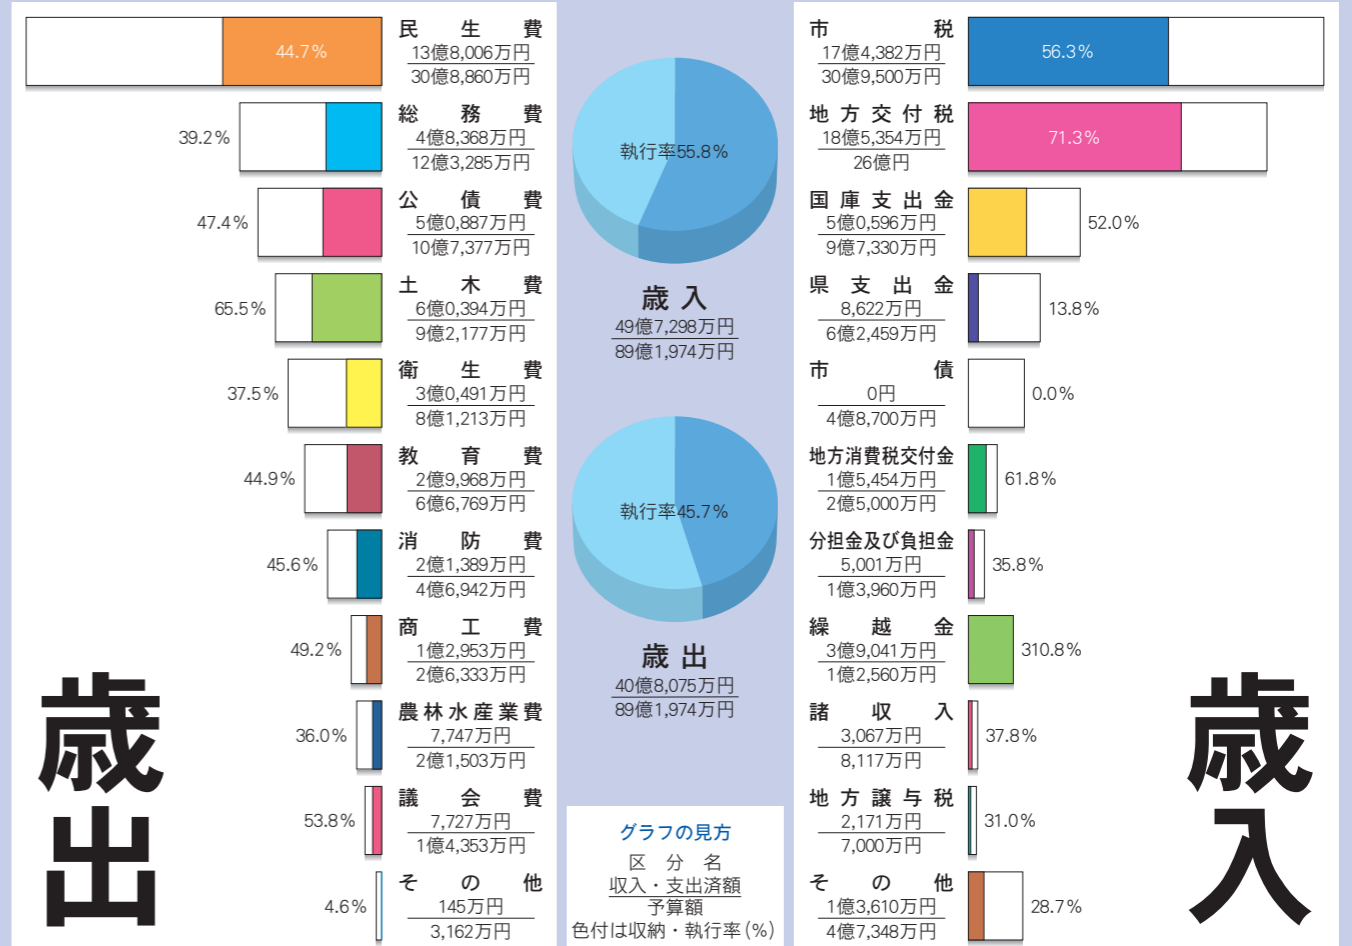 歳出
44.7%
民生費
13億8,006万円
30億8,860万円
39.2%
総務費
4億8,368万円
12億3,285万円
47.4%
公債費
5億0,887万円
10億7,377万円
65.5%
土木費
6億0,394万円
9億2,177万円
37.5%
衛生費
3億0,491万円
8億1,213万円
44.9%
教育費
2億9,968万円
6億6,769万円
45.6%
消防費
2億1,389万円
4億6,942万円
49.2%
商工費
1億2,953万円
2億6,333万円
36.0%
農林水産業費
7,747万円
2億1,503万円
53.8%
議会費
7,727万円
1億4,353万円
4.6%
その他
145万円
3,162万円
執行率55.8%
歳入
49億7,298万円
89億1,974万円
執行率45.7%
歳出
40億8,075万円
89億1,974万円
グラフの見方
区分名
収入・支出済額
予算額
色付は収納・執行率(%)
歳入
市税
17億4,382万円
30億9,500万円
56.3%
地方交付税
18億5,354万円
26億円
71.3%
国庫支出金
5億0,596万円
9億7,330万円
52.0%
県支出金
8,622万円
6億2,459万円
13.8%
市債
0円
4億8,700万円
0.0%
地方消費税交付金
1億5,454万円
2億5,000万円
61.8%
分担金及び負担金
5,001万円
1億3,960万円
35.8%
繰越金
3億9,041万円
1億2,560万円
310.8%
諸収入
3,067万円
8,117万円
37.8%
地方譲与税
2,171万円
7,000万円
31.0%
その他
1億3,610万円
4億7,348万円
28.7%